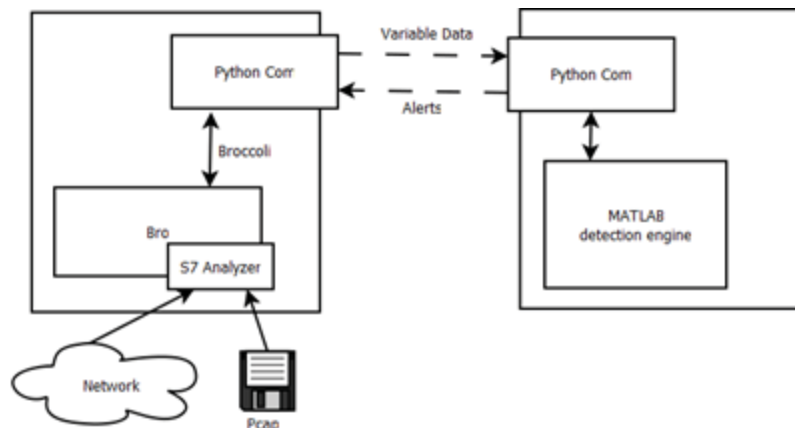 Variable Data
Python Com
Python Com
Alerts
Broccoli
Bro
S7 Analyzer
MATLAB
detection engine
Network
Pcap